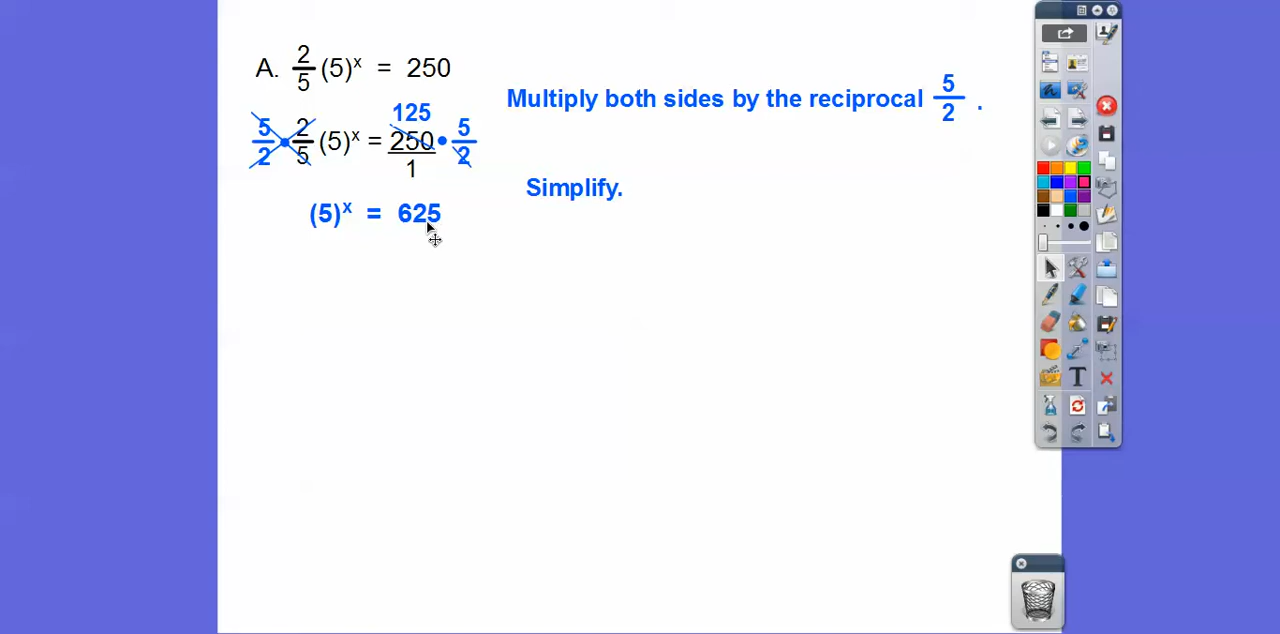 A. 2/5 (5)ˣ = 250
Multiply both sides by the reciprocal 5/2 .
125
5/2 • 2/5 (5)ˣ = 250/1 • 5/2
Simplify.
(5)ˣ = 625